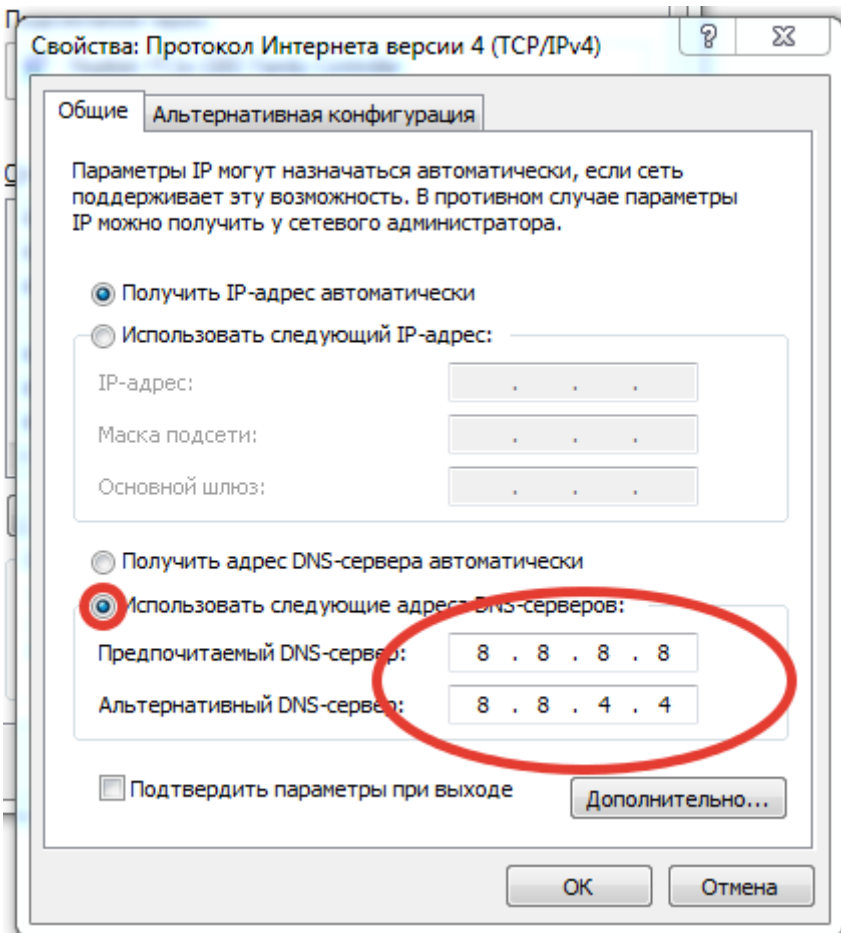 Свойства: Протокол Интернета версии 4 (TCP/IPv4)
Общие
Альтернативная конфигурация
Параметры IP могут назначаться автоматически, если сеть
поддерживает эту возможность. В противном случае параметры
IP можно получить у сетевого администратора.
Получить IP-адрес автоматически
Использовать следующий IP-адрес:
IP-адрес:
. . .
Маска подсети:
. . .
Основной шлюз:
. . .
Получить адрес DNS-сервера автоматически
Использовать следующие адреса DNS-серверов:
Предпочитаемый DNS-сервер: 8 . 8 . 8 . 8
Альтернативный DNS-сервер: 8 . 8 . 4 . 4
Подтвердить параметры при выходе
Дополнительно...
ОК
Отмена